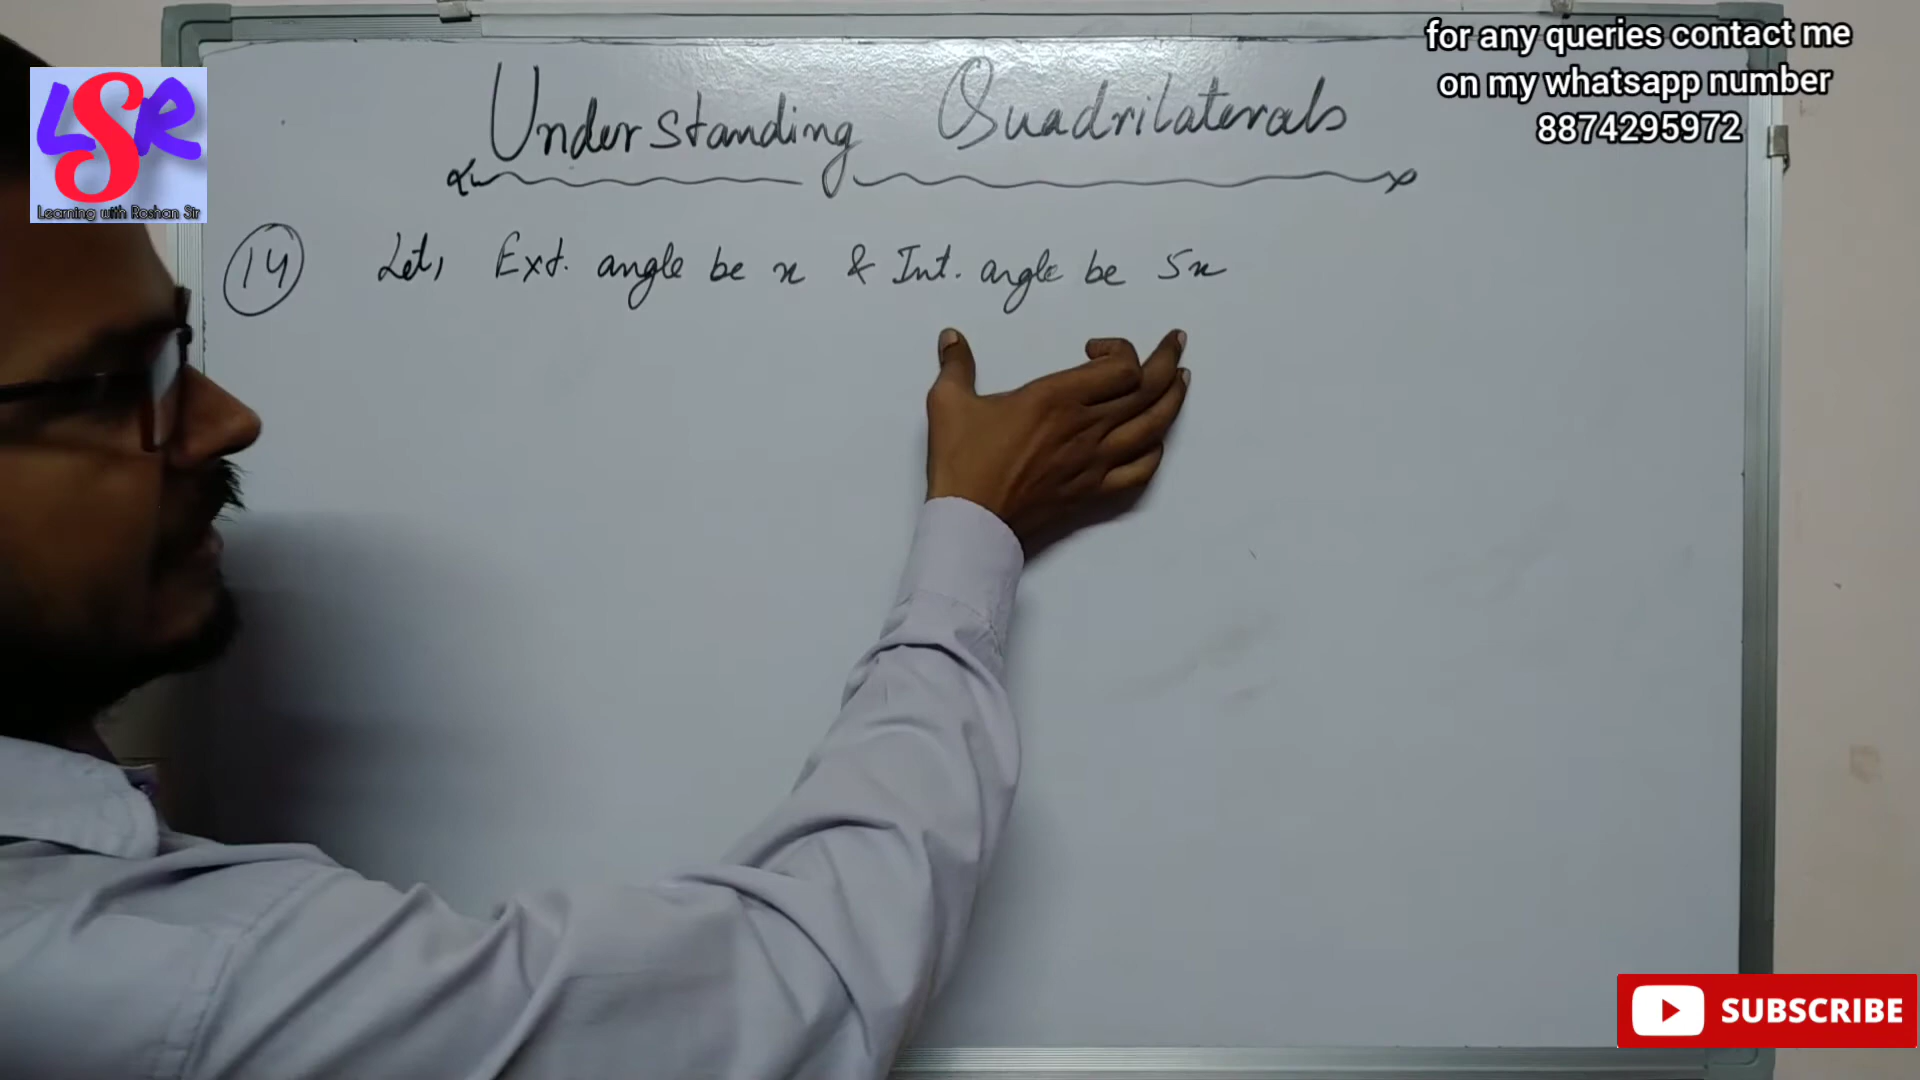 for any queries contact me
on my whatsapp number
8874295972
LSR
Learning with Roshan Sir
Understanding Quadrilaterals
14 Let, Ext. angle be x & Int. angle be 5x
SUBSCRIBE